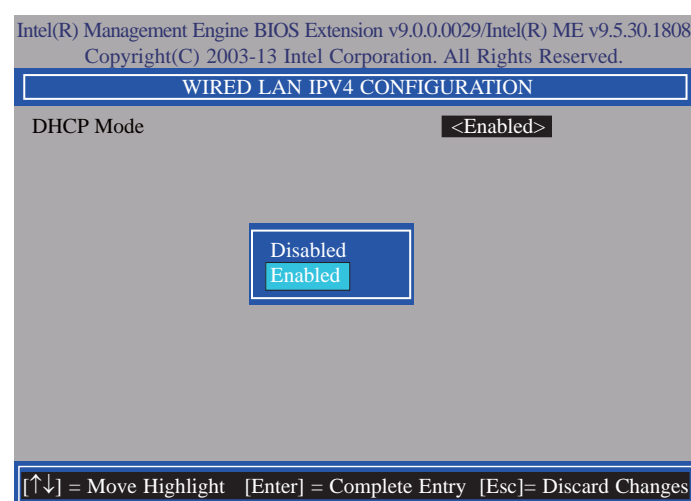 Intel(R) Management Engine BIOS Extension v9.0.0.0029/Intel(R) ME v9.5.30.1808
Copyright(C) 2003-13 Intel Corporation. All Rights Reserved.
WIRED LAN IPV4 CONFIGURATION
DHCP Mode <Enabled>
Disabled
Enabled
[↑↓] = Move Highlight [Enter] = Complete Entry [Esc]= Discard Changes